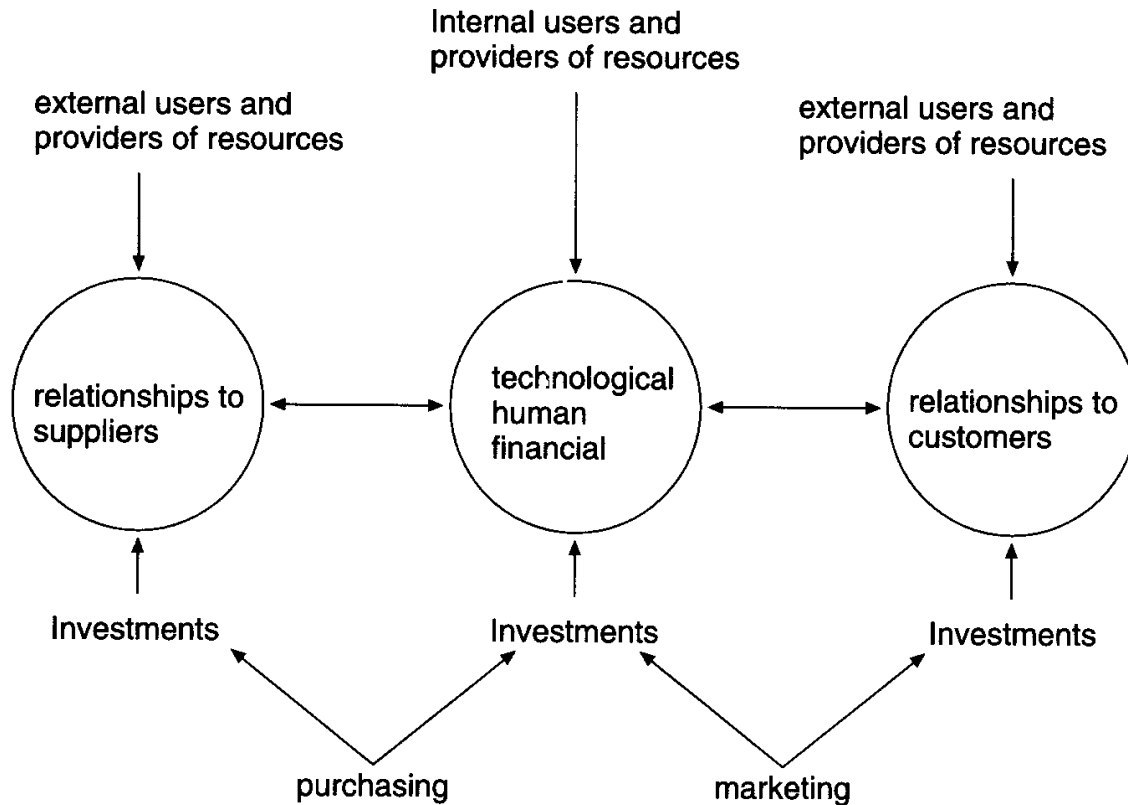 Internal users and
providers of resources
external users and
providers of resources
external users and
providers of resources
relationships to
suppliers
technological
human
financial
relationships to
customers
Investments
Investments
Investments
purchasing
marketing